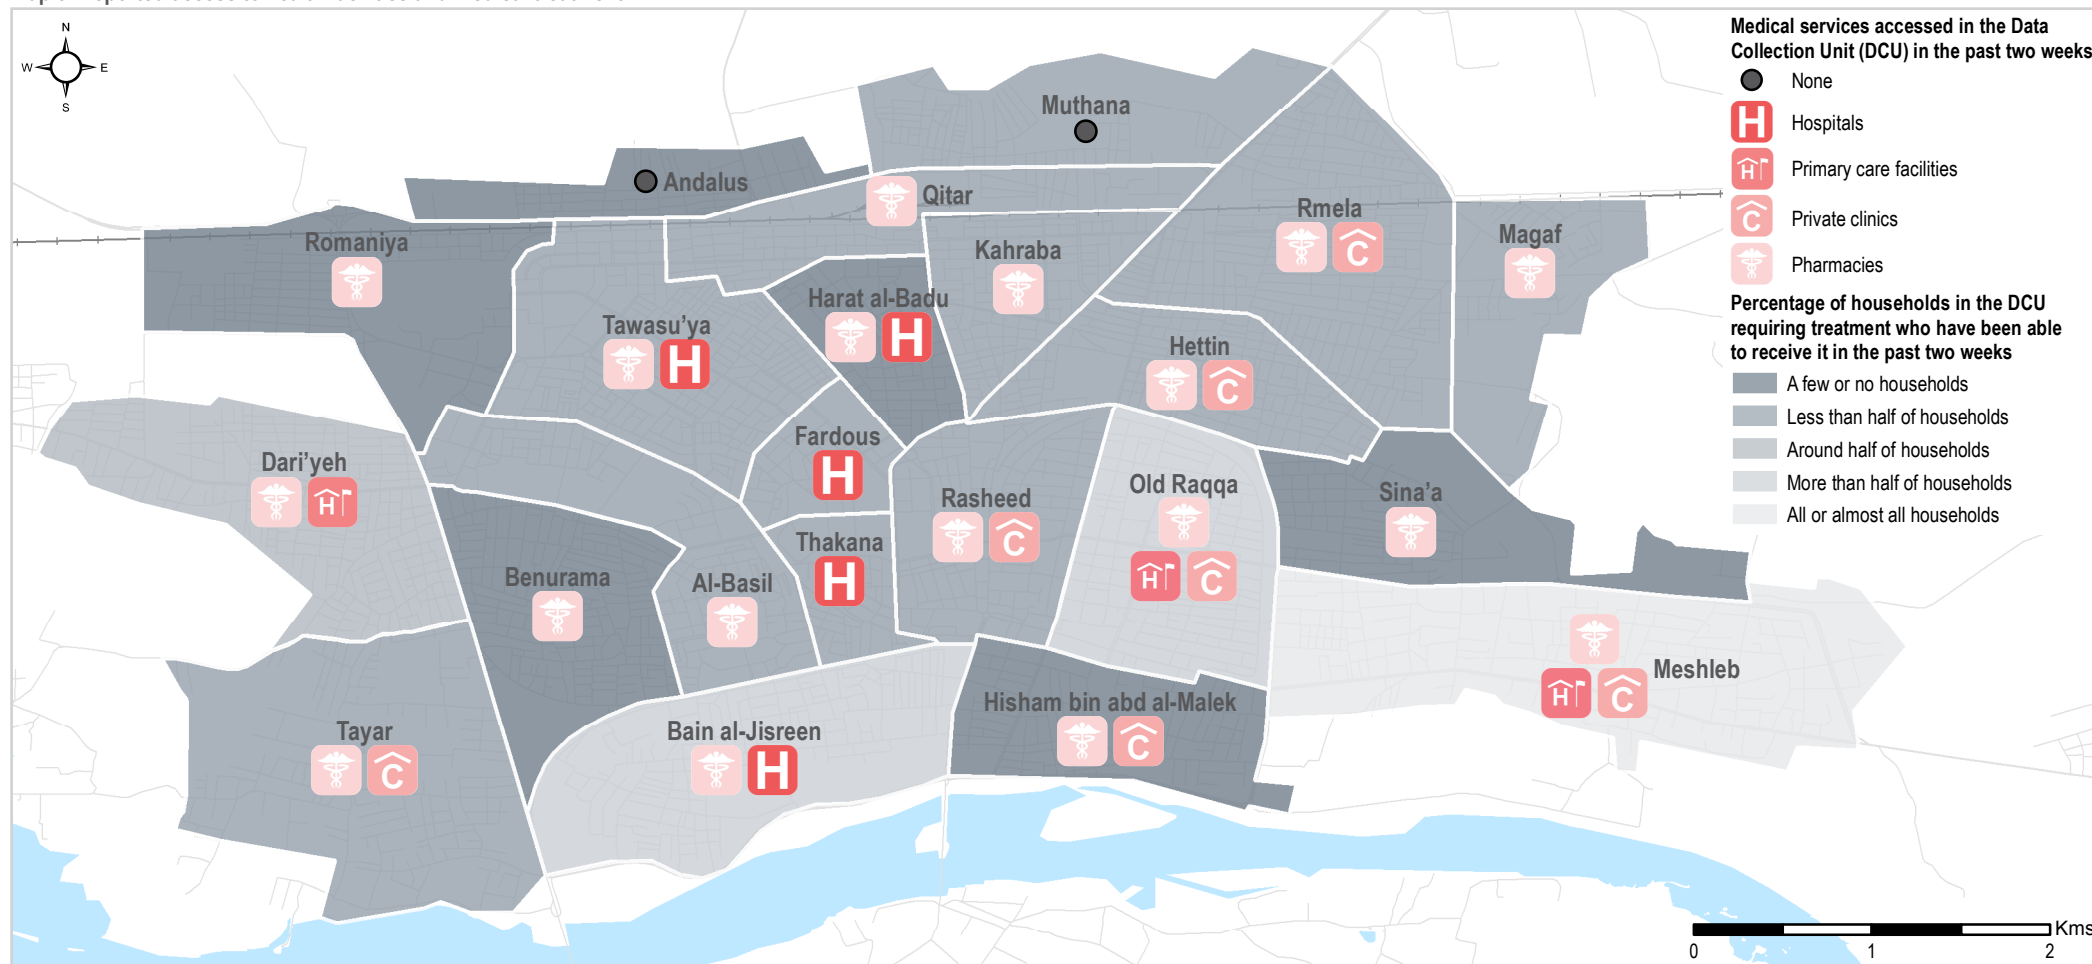 N
W E
S
Medical services accessed in the Data
Collection Unit (DCU) in the past two weeks
None
H Hospitals
H Primary care facilities
C Private clinics
Pharmacies
Percentage of households in the DCU
requiring treatment who have been able
to receive it in the past two weeks
A few or no households
Less than half of households
Around half of households
More than half of households
All or almost all households
Muthana
Andalus
Qitar
Rmela
C
Magaf
Romaniya
Kahraba
Harat al-Badu
H
Tawasu'ya
H
Hettin
C
Fardous
H
Dari'yeh
H
Rasheed
C
Old Raqqa
H C
Sina'a
Thakana
H
Benurama
Al-Basil
Meshleb
H C
Hisham bin abd al-Malek
C
Tayar
C
Bain al-Jisreen
H
Kms
0 1 2